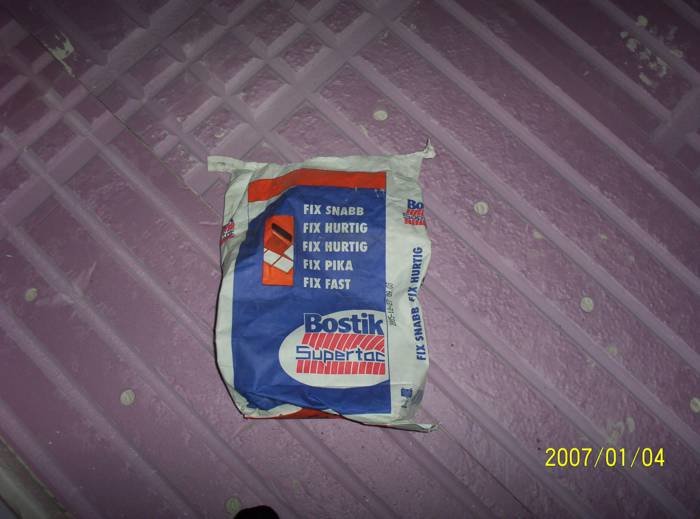 FIX SNABB
FIX HURTIG
FIX HURTIG
FIX PIKA
FIX FAST
Bostik
Supertac
FIX SNABB FIX HURTIG
Bo
2007/01/04